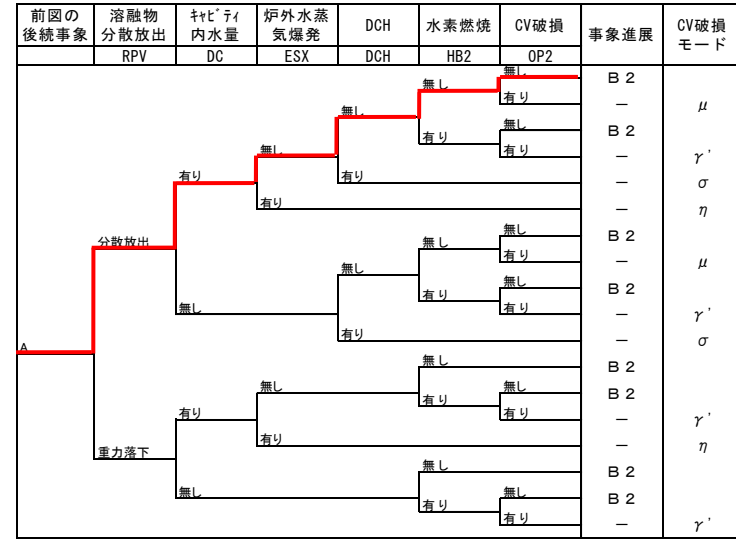 前図の
後続事象
溶融物
分散放出
ｷｬﾋﾞﾃｨ
内水量
炉外水蒸
気爆発
DCH
水素燃焼
CV破損
事象進展
CV破損
モード
RPV
DC
ESX
DCH
HB2
OP2
無し
Ｂ２
無し
有り
－
μ
無し
無し
Ｂ２
有り
有り
－
γ'
無し
有り
有り
－
σ
有り
－
η
分散放出
無し
Ｂ２
無し
有り
－
μ
無し
無し
Ｂ２
無し
有り
有り
－
γ'
有り
－
σ
A
無し
Ｂ２
無し
無し
Ｂ２
有り
有り
有り
－
γ'
重力落下
有り
－
η
無し
Ｂ２
無し
無し
Ｂ２
有り
有り
－
γ'